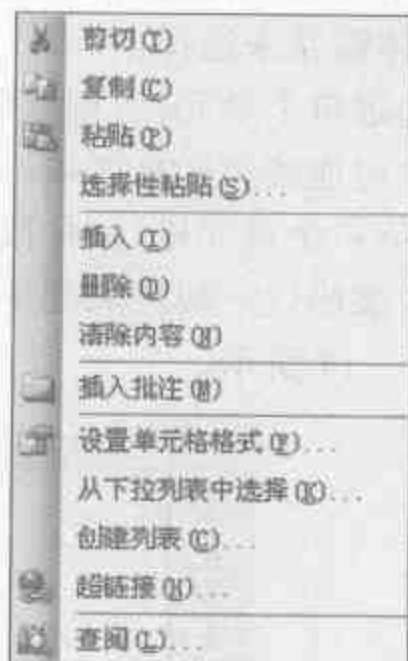 剪切(T)
复制(C)
粘贴(P)
选择性粘贴(S)...
插入(I)
删除(D)
清除内容(N)
插入批注(M)
设置单元格格式(F)...
从下拉列表中选择(K)...
创建列表(C)...
超链接(H)...
查阅(L)...